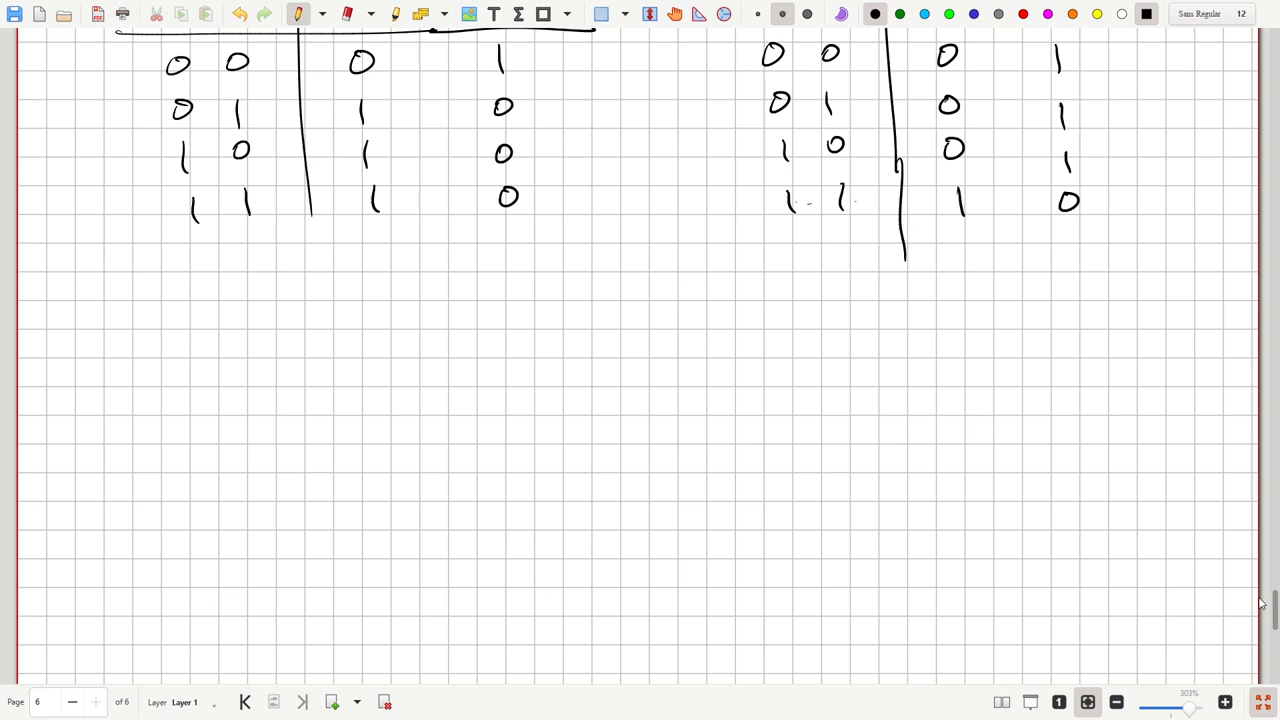 ans Regular 12
0 0 0 1
0 1 1 0
1 0 1 0
1 1 1 0
0 0 0 1
0 1 0 1
1 0 0 1
1 1 1 0
Page 6 of 6 Layer Layer 1 303%